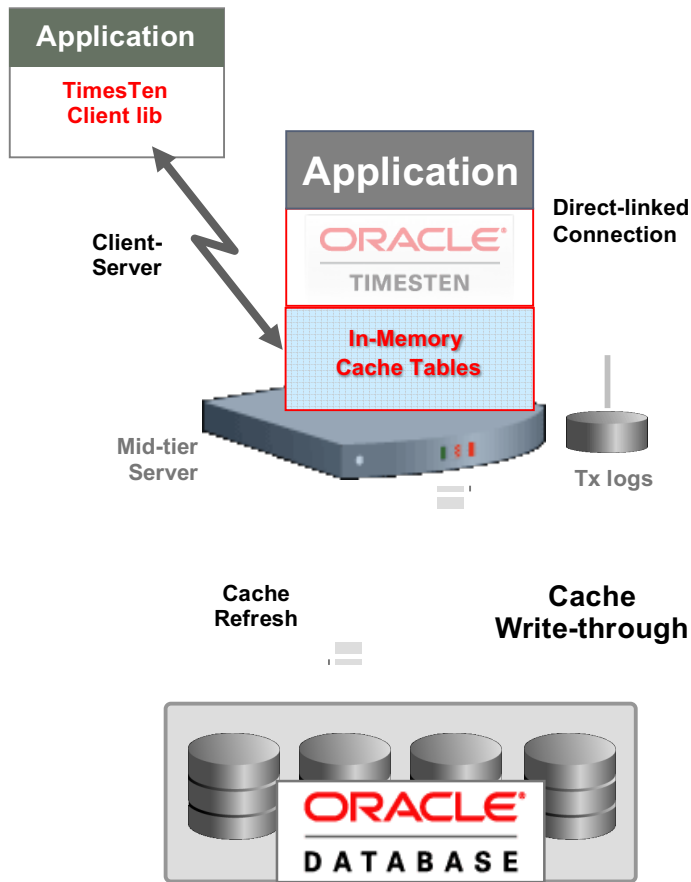 Application
TimesTen
Client lib
Application
ORACLE®
TIMESTEN
Direct-linked
Connection
Client-
Server
In-Memory
Cache Tables
Mid-tier
Server
Tx logs
Cache
Refresh
Cache
Write-through
ORACLE®
DATABASE